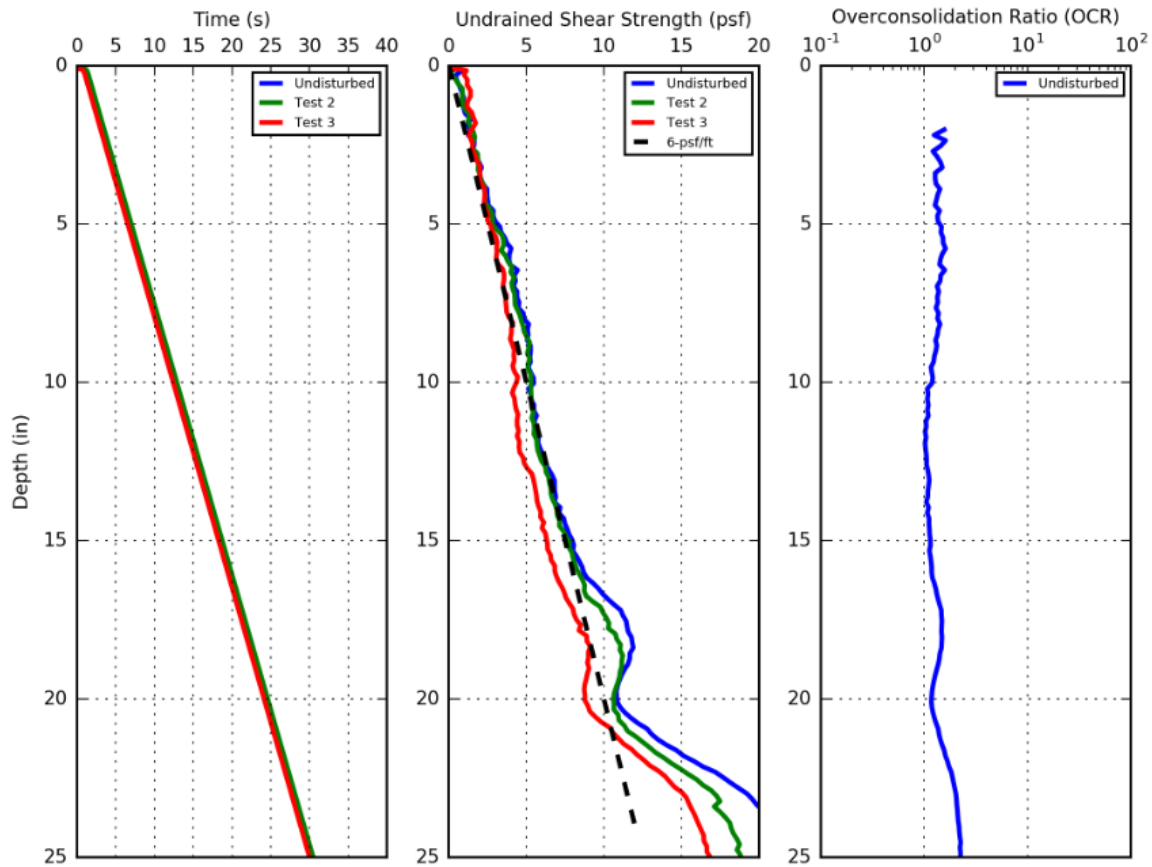 Time (s)
0 5 10 15 20 25 30 35 40
0
5
10
15
20
25
Depth (in)
Undisturbed
Test 2
Test 3
Undrained Shear Strength (psf)
0 5 10 15 20
0
5
10
15
20
25
Undisturbed
Test 2
Test 3
6-psf/ft
Overconsolidation Ratio (OCR)
10⁻¹ 10⁰ 10¹ 10²
0
5
10
15
20
25
Undisturbed